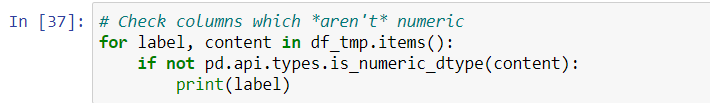 In [37]: # Check columns which *aren't* numeric
for label, content in df_tmp.items():
    if not pd.api.types.is_numeric_dtype(content):
        print(label)